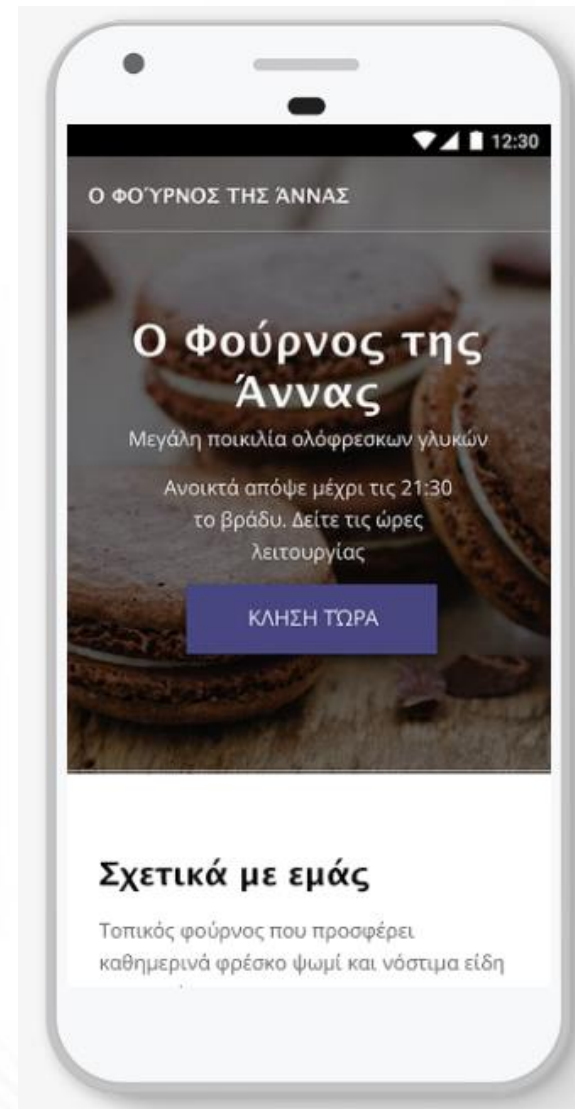 12:30
Ο ΦΟΎΡΝΟΣ ΤΗΣ ΆΝΝΑΣ
Ο Φούρνος της
Άννας
Μεγάλη ποικιλία ολόφρεσκων γλυκών
Ανοικτά απόψε μέχρι τις 21:30
το βράδυ. Δείτε τις ώρες
λειτουργίας
ΚΛΗΣΗ ΤΏΡΑ
Σχετικά με εμάς
Τοπικός φούρνος που προσφέρει
καθημερινά φρέσκο ψωμί και νόστιμα είδη